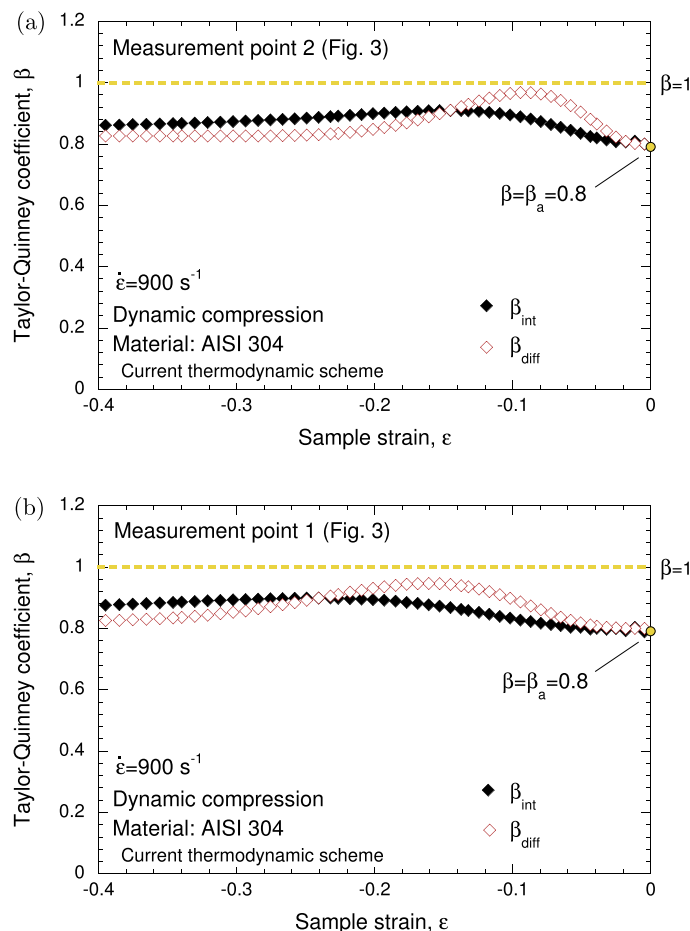 (a)
1.2
1
0.8
0.6
0.4
0.2
0
Taylor-Quinney coefficient, β
Measurement point 2 (Fig. 3)
β=1
β=βₐ=0.8
ε̇=900 s⁻¹
Dynamic compression
Material: AISI 304
Current thermodynamic scheme
β_int
β_diff
-0.4 -0.3 -0.2 -0.1 0
Sample strain, ε
(b)
1.2
1
0.8
0.6
0.4
0.2
0
Taylor-Quinney coefficient, β
Measurement point 1 (Fig. 3)
β=1
β=βₐ=0.8
ε̇=900 s⁻¹
Dynamic compression
Material: AISI 304
Current thermodynamic scheme
β_int
β_diff
-0.4 -0.3 -0.2 -0.1 0
Sample strain, ε